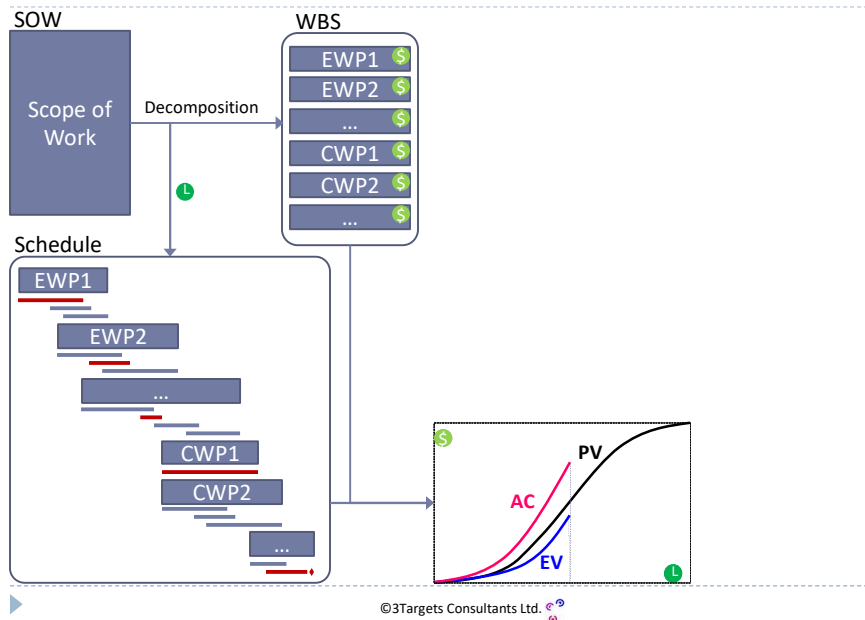 SOW
WBS
Scope of
Work
Decomposition
EWP1 $
EWP2 $
... $
CWP1 $
CWP2 $
... $
Schedule
EWP1
EWP2
...
CWP1
CWP2
...
$
PV
AC
EV
©3Targets Consultants Ltd.